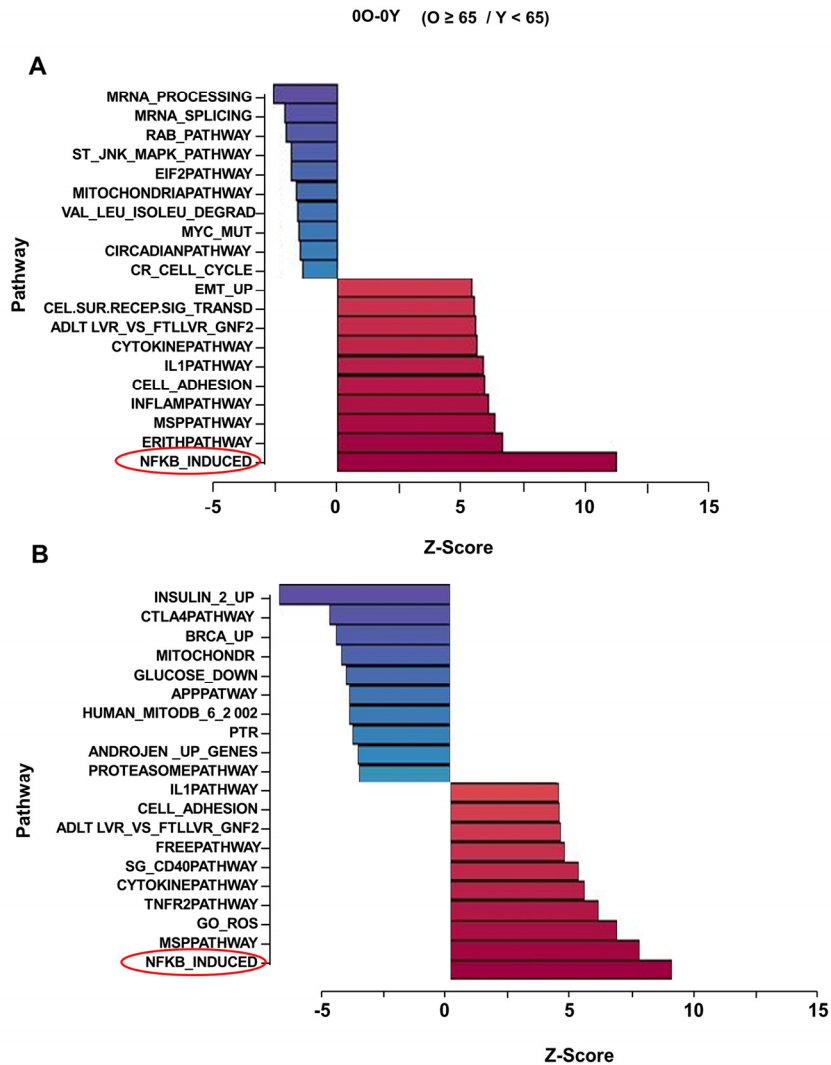 0O-0Y (O ≥ 65 / Y < 65)
A
MRNA_PROCESSING
MRNA_SPLICING
RAB_PATHWAY
ST_JNK_MAPK_PATHWAY
EIF2PATHWAY
MITOCHONDRIAPATHWAY
VAL_LEU_ISOLEU_DEGRAD
MYC_MUT
CIRCADIANPATHWAY
CR_CELL_CYCLE
EMT_UP
CEL.SUR.RECEP.SIG_TRANSD
ADLT LVR_VS_FTLLVR_GNF2
CYTOKINEPATHWAY
IL1PATHWAY
CELL_ADHESION
INFLAMPATHWAY
MSPPATHWAY
ERITHPATHWAY
NFKB_INDUCED
Pathway
-5 0 5 10 15
Z-Score
B
INSULIN_2_UP
CTLA4PATHWAY
BRCA_UP
MITOCHONDR
GLUCOSE_DOWN
APPPATWAY
HUMAN_MITODB_6_2 002
PTR
ANDROJEN _UP_GENES
PROTEASOMEPATHWAY
IL1PATHWAY
CELL_ADHESION
ADLT LVR_VS_FTLLVR_GNF2
FREEPATHWAY
SG_CD40PATHWAY
CYTOKINEPATHWAY
TNFR2PATHWAY
GO_ROS
MSPPATHWAY
NFKB_INDUCED
Pathway
-5 0 5 10 15
Z-Score